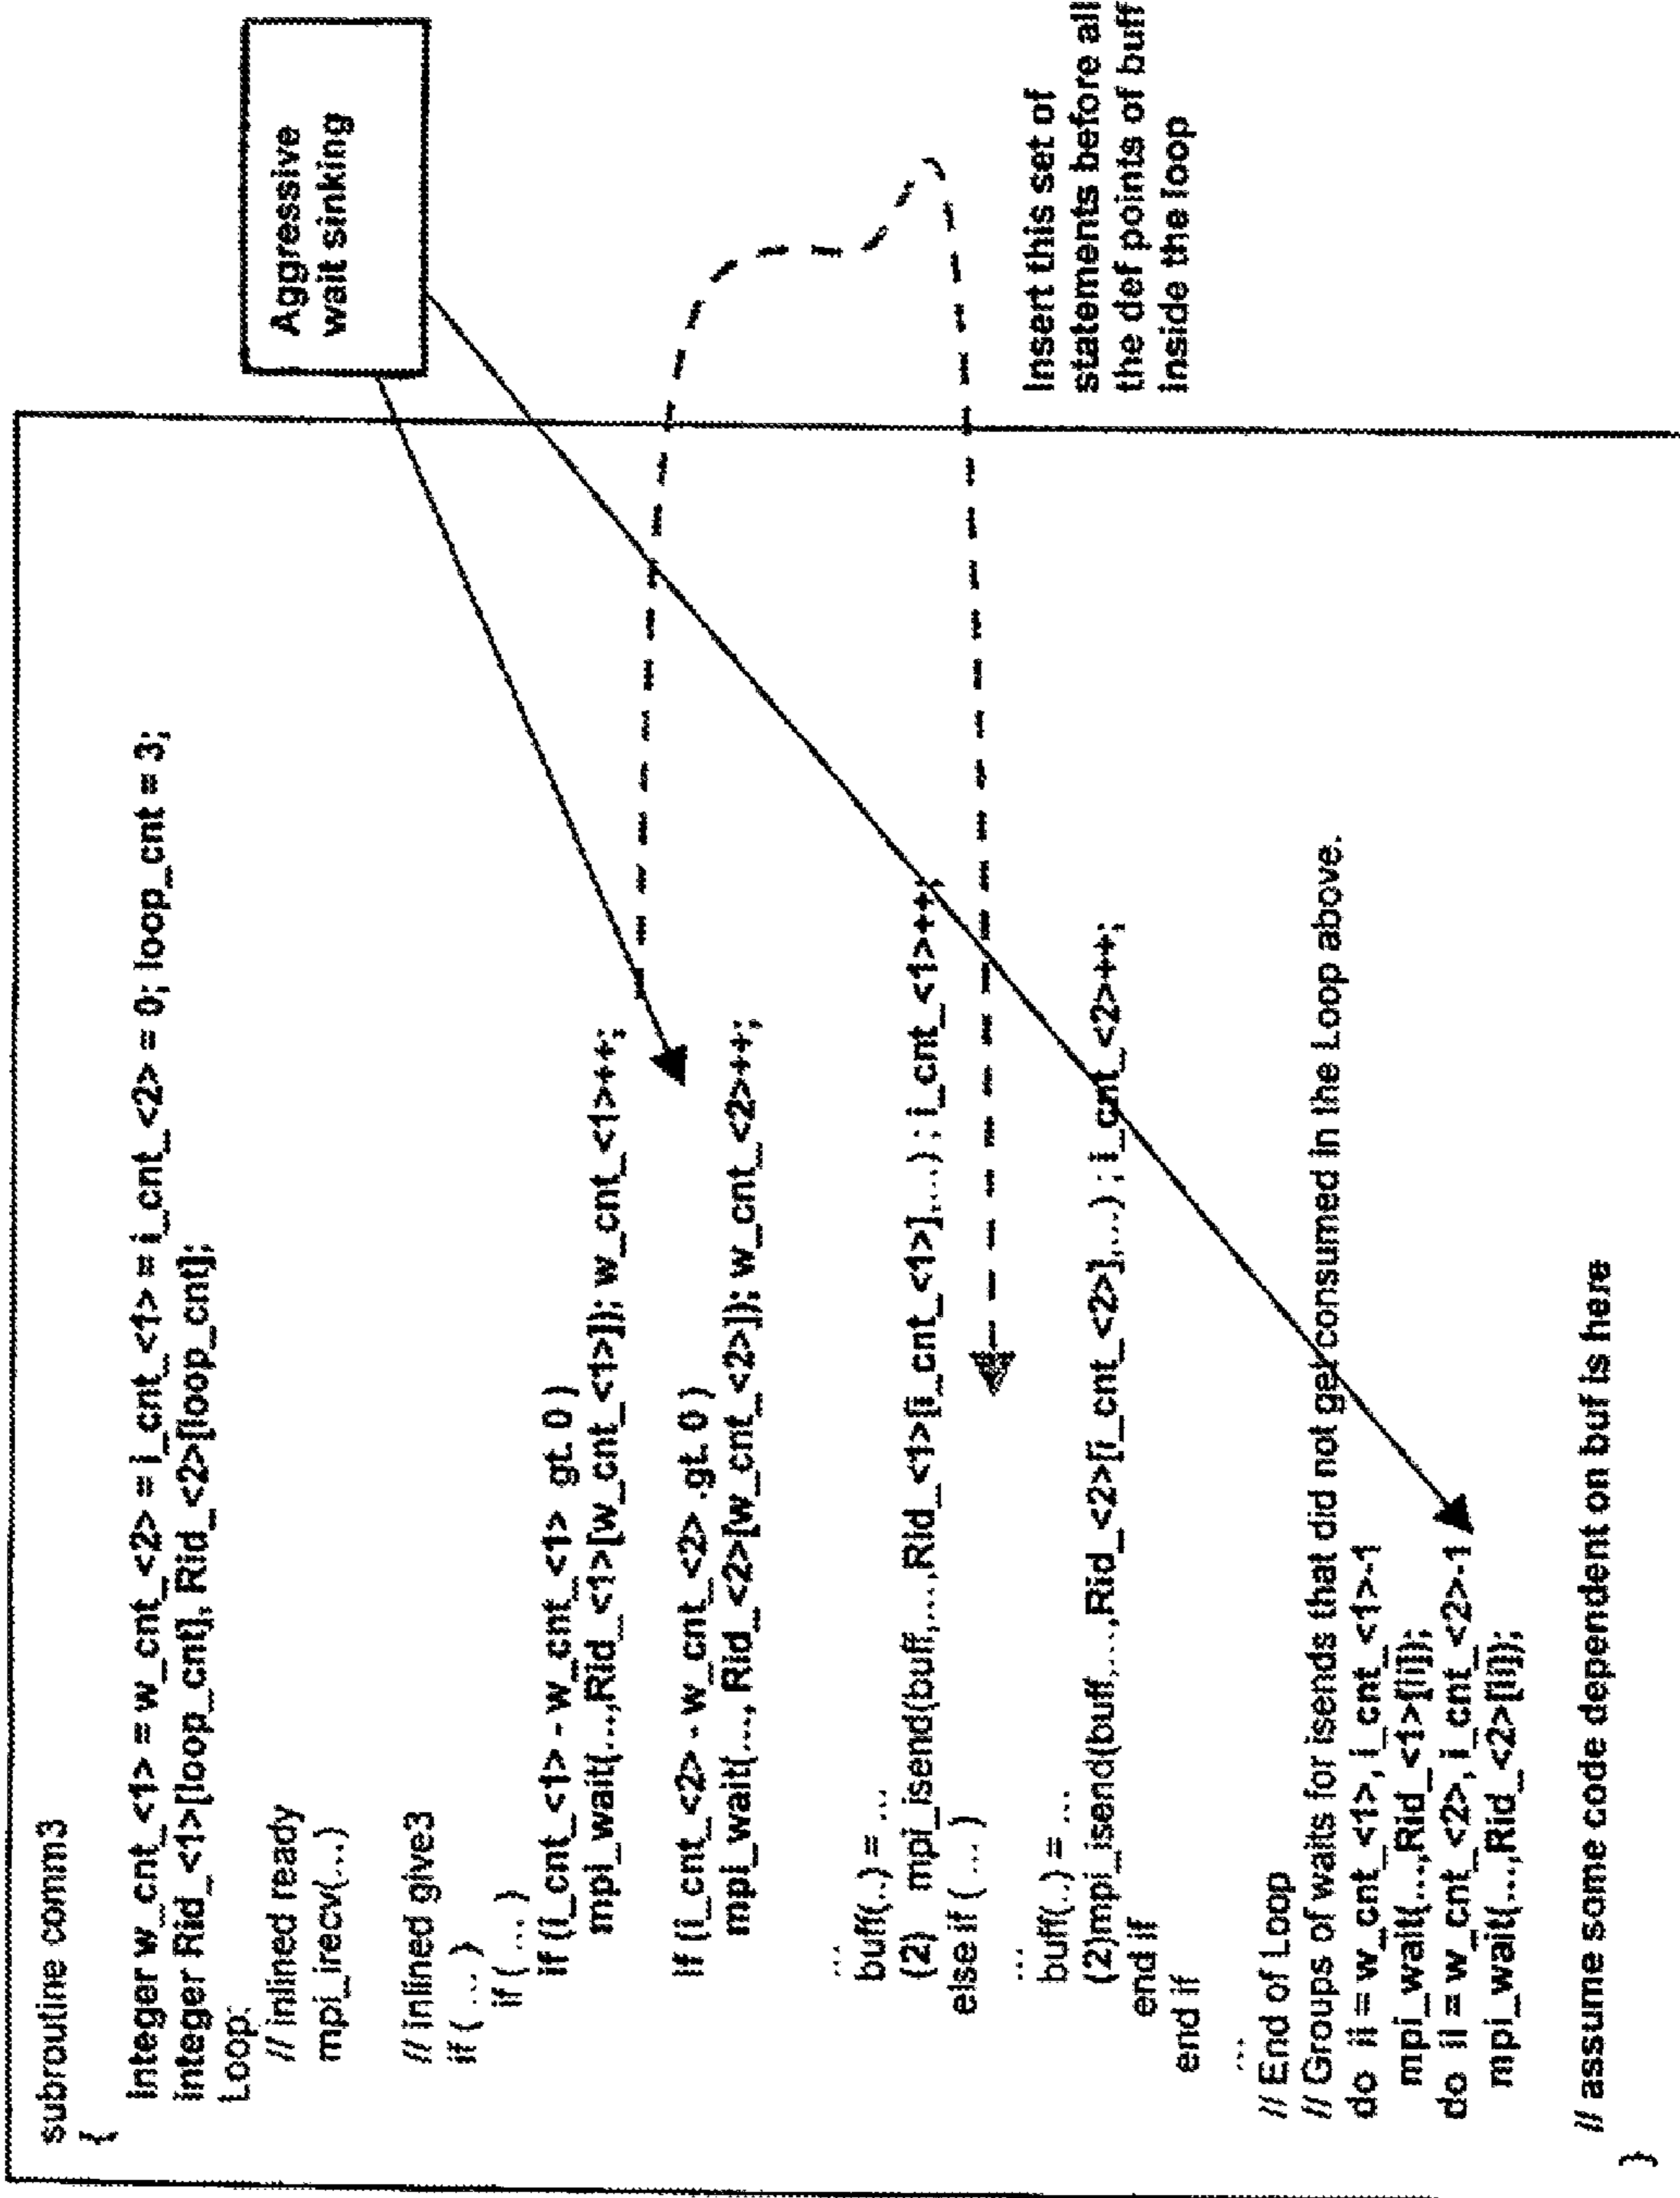 subroutine comm3
{
integer w_cnt_<1> = w_cnt_<2> = i_cnt_<1> = i_cnt_<2> = 0; loop_cnt = 3;
integer Rid_<1>[loop_cnt], Rid_<2>[loop_cnt];
Loop:
// inlined ready
mpi_irecv(...)
// inlined give3
if ( ... )
if ( ... )
if (i_cnt_<1> - w_cnt_<1> .gt. 0 )
mpi_wait(...,Rid_<1>[w_cnt_<1>]); w_cnt_<1>++;
if (i_cnt_<2> - w_cnt_<2> .gt. 0 )
mpi_wait(..., Rid_<2>[w_cnt_<2>]); w_cnt_<2>++;
...
buff(..) = ...
(2) mpi_isend(buff,...,Rid_<1>[i_cnt_<1>],...) ; i_cnt_<1>++;
else if ( ... )
...
buff(..) = ...
(2)mpi_isend(buff,...,Rid_<2>[i_cnt_<2>],...) ; i_cnt_<2>++;
end if
end if
...
// End of Loop
// Groups of waits for isends that did not get consumed in the Loop above.
do ii = w_cnt_<1>, i_cnt_<1>-1
mpi_wait(...,Rid_<1>[ii]);
do ii = w_cnt_<2>, i_cnt_<2>-1
mpi_wait(...,Rid_<2>[ii]);
// assume some code dependent on buf is here
}
Aggressive
wait sinking
Insert this set of
statements before all
the def points of buff
inside the loop